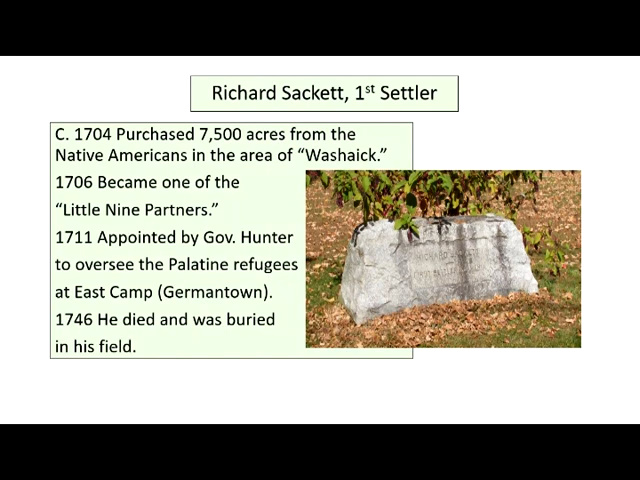 Richard Sackett, 1st Settler
C. 1704 Purchased 7,500 acres from the
Native Americans in the area of “Washaick.”
1706 Became one of the
“Little Nine Partners.”
1711 Appointed by Gov. Hunter
to oversee the Palatine refugees
at East Camp (Germantown).
1746 He died and was buried
in his field.
RICHARD
FIRST